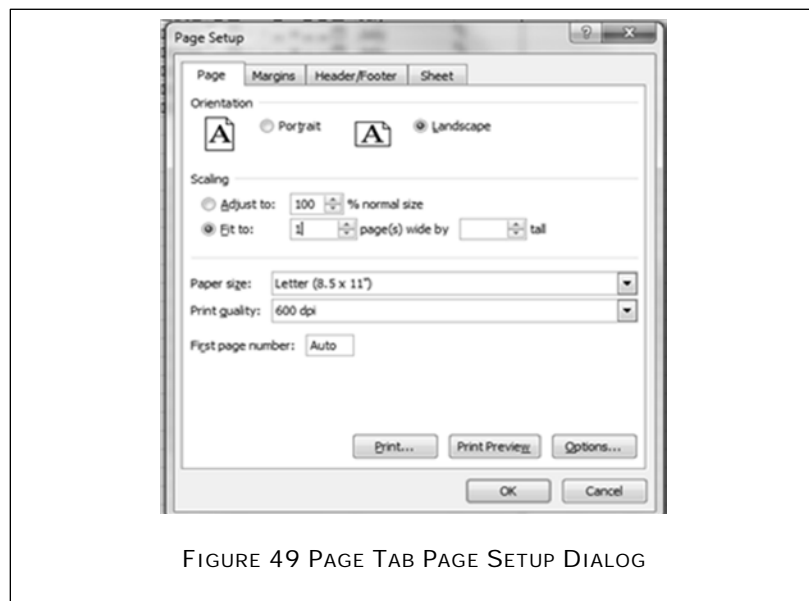 Page Setup
Page Margins Header/Footer Sheet
Orientation
A Portrait A Landscape
Scaling
Adjust to: 100 % normal size
Fit to: 1 page(s) wide by tall
Paper size: Letter (8.5 x 11")
Print quality: 600 dpi
First page number: Auto
Print... Print Preview Options...
OK Cancel
FIGURE 49 PAGE TAB PAGE SETUP DIALOG